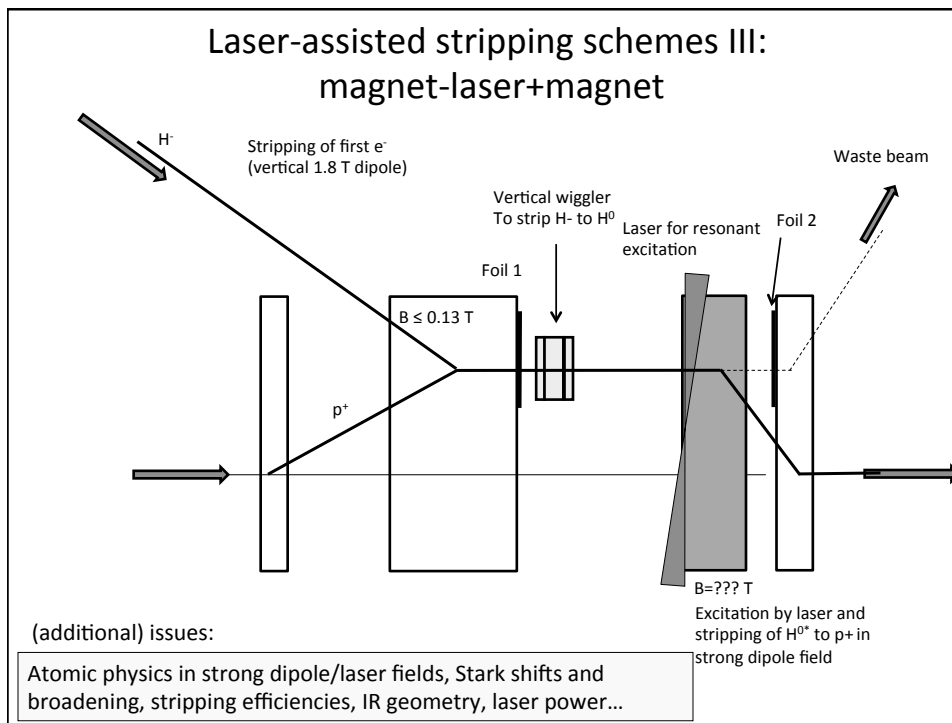 Laser-assisted stripping schemes III:
magnet-laser+magnet
H-
Stripping of first e-
(vertical 1.8 T dipole)
Waste beam
Vertical wiggler
To strip H- to H0
Laser for resonant
excitation
Foil 2
Foil 1
B ≤ 0.13 T
p+
B=??? T
Excitation by laser and
stripping of H0* to p+ in
strong dipole field
(additional) issues:
Atomic physics in strong dipole/laser fields, Stark shifts and
broadening, stripping efficiencies, IR geometry, laser power…